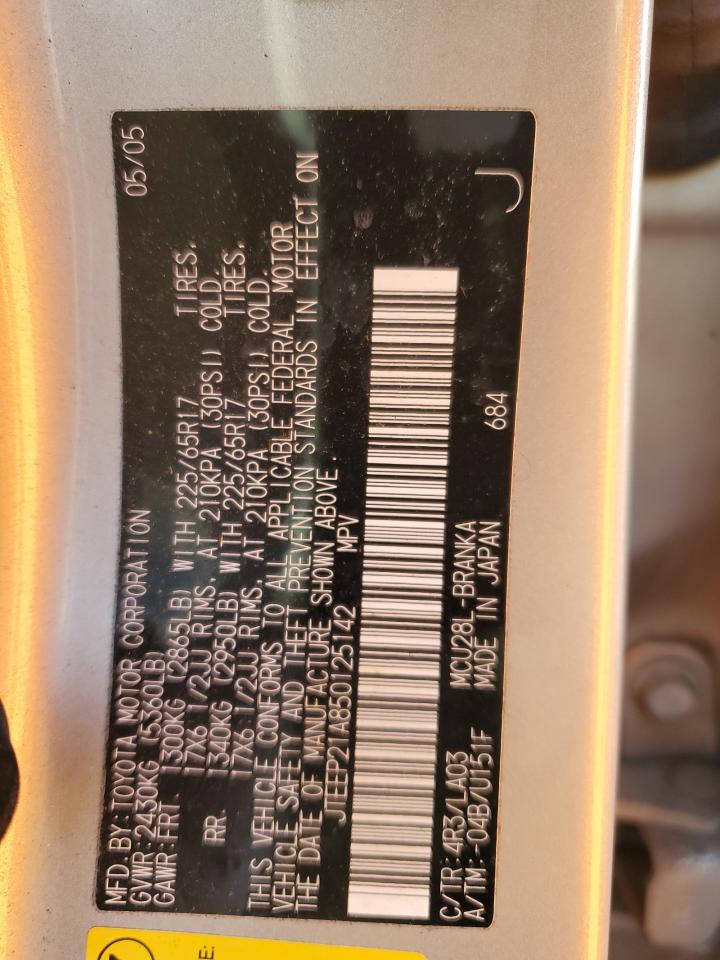 MFD. BY: TOYOTA MOTOR CORPORATION 05/05
GVWR: 2430KG (5360LB)
GAWR: FRT. 1300KG (2865LB) WITH 225/65R17 TIRES,
17X6 1/2JJ RIMS, AT 210KPA (30PSI) COLD.
RR. 1340KG (2950LB) WITH 225/65R17 TIRES,
17X6 1/2JJ RIMS, AT 210KPA (30PSI) COLD.
THIS VEHICLE CONFORMS TO ALL APPLICABLE FEDERAL MOTOR
VEHICLE SAFETY AND THEFT PREVENTION STANDARDS IN EFFECT ON
THE DATE OF MANUFACTURE SHOWN ABOVE.
JTEEP21A850125142 MPV
C/TR: 4R3/LA03 MCU28L-BRANKA
A/TM: -04B/U151F MADE IN JAPAN 684 J
E: